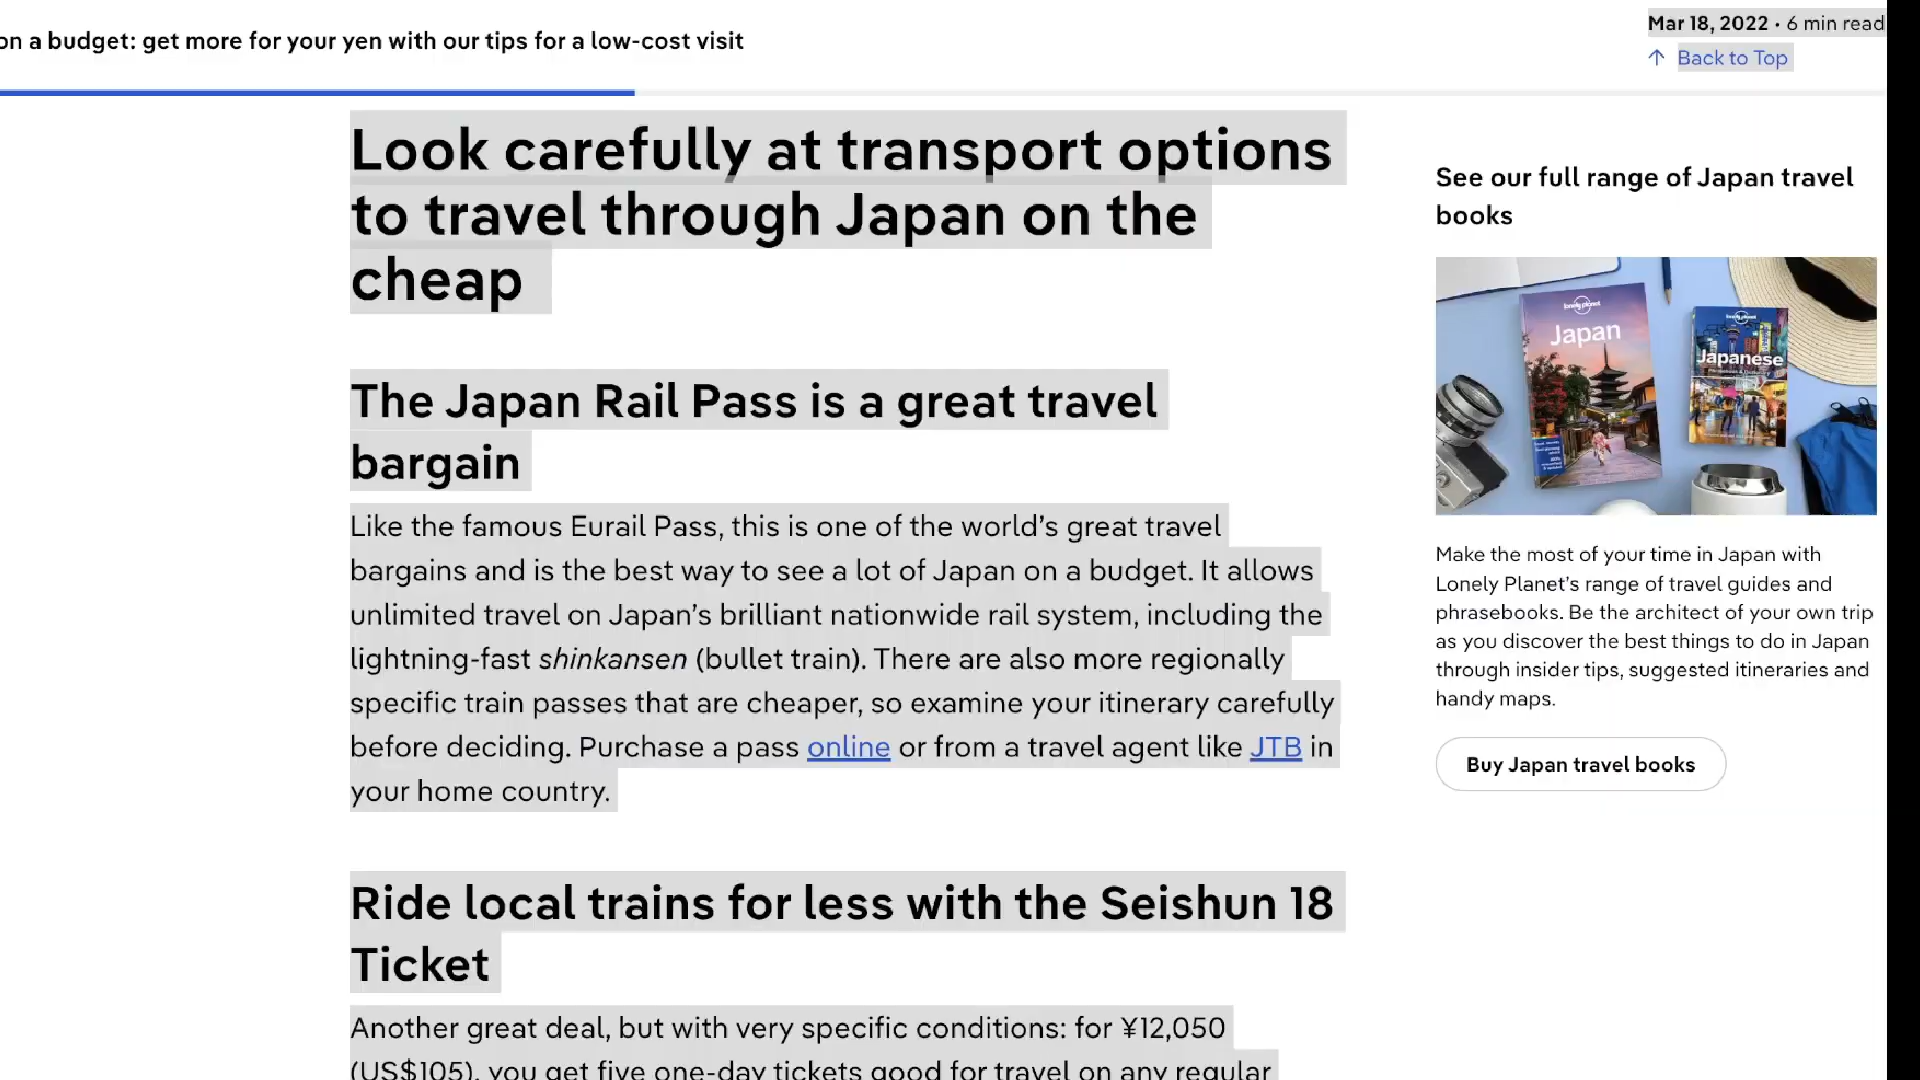 on a budget: get more for your yen with our tips for a low-cost visit
Mar 18, 2022 • 6 min read
↑ Back to Top
Look carefully at transport options
to travel through Japan on the
cheap
The Japan Rail Pass is a great travel
bargain
Like the famous Eurail Pass, this is one of the world’s great travel
bargains and is the best way to see a lot of Japan on a budget. It allows
unlimited travel on Japan’s brilliant nationwide rail system, including the
lightning-fast shinkansen (bullet train). There are also more regionally
specific train passes that are cheaper, so examine your itinerary carefully
before deciding. Purchase a pass online or from a travel agent like JTB in
your home country.
Ride local trains for less with the Seishun 18
Ticket
Another great deal, but with very specific conditions: for ¥12,050
(US$105), you get five one-day tickets good for travel on any regular
See our full range of Japan travel
books
lonely planet
Japan
lonely planet
Japanese
Make the most of your time in Japan with
Lonely Planet’s range of travel guides and
phrasebooks. Be the architect of your own trip
as you discover the best things to do in Japan
through insider tips, suggested itineraries and
handy maps.
Buy Japan travel books